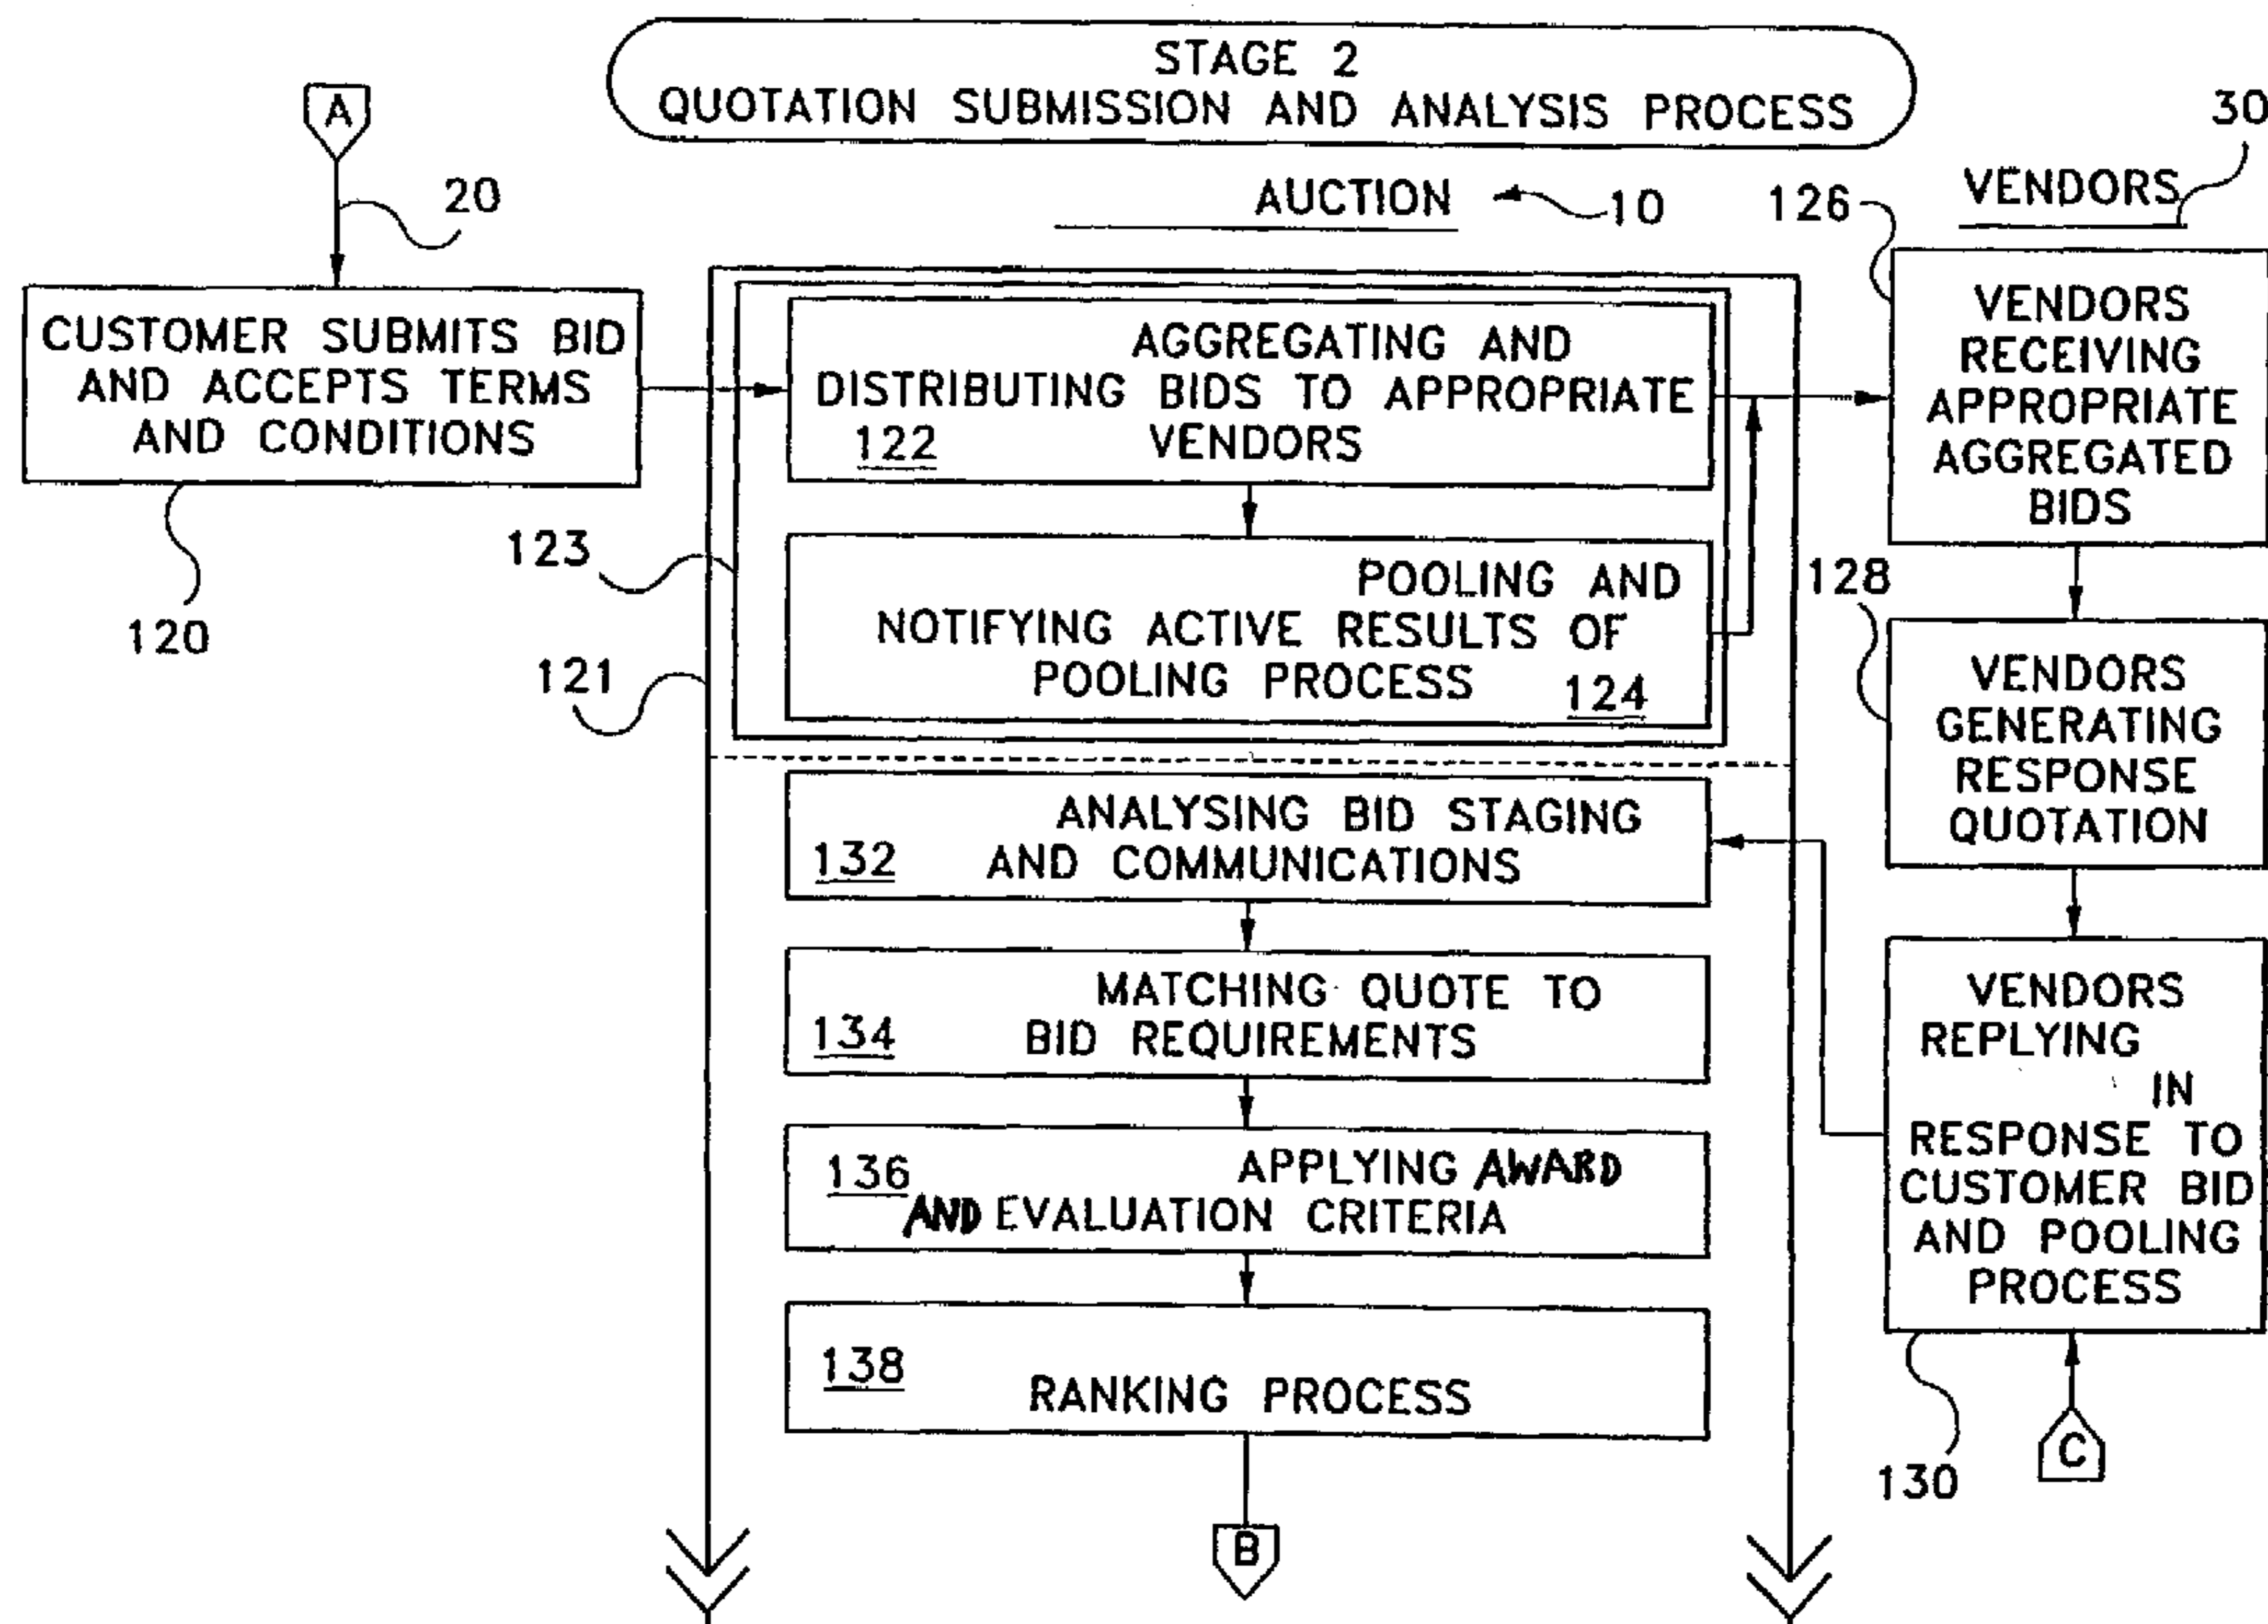 STAGE 2
QUOTATION SUBMISSION AND ANALYSIS PROCESS
A
20
AUCTION
10
VENDORS
30
CUSTOMER SUBMITS BID
AND ACCEPTS TERMS
AND CONDITIONS
120
121
123
AGGREGATING AND
DISTRIBUTING BIDS TO APPROPRIATE
122 VENDORS
POOLING AND
NOTIFYING ACTIVE RESULTS OF
POOLING PROCESS 124
126
VENDORS
RECEIVING
APPROPRIATE
AGGREGATED
BIDS
128
VENDORS
GENERATING
RESPONSE
QUOTATION
VENDORS
REPLYING
IN
RESPONSE TO
CUSTOMER BID
AND POOLING
PROCESS
130
C
ANALYSING BID STAGING
132 AND COMMUNICATIONS
MATCHING QUOTE TO
134 BID REQUIREMENTS
136 APPLYING AWARD
AND EVALUATION CRITERIA
138
RANKING PROCESS
B